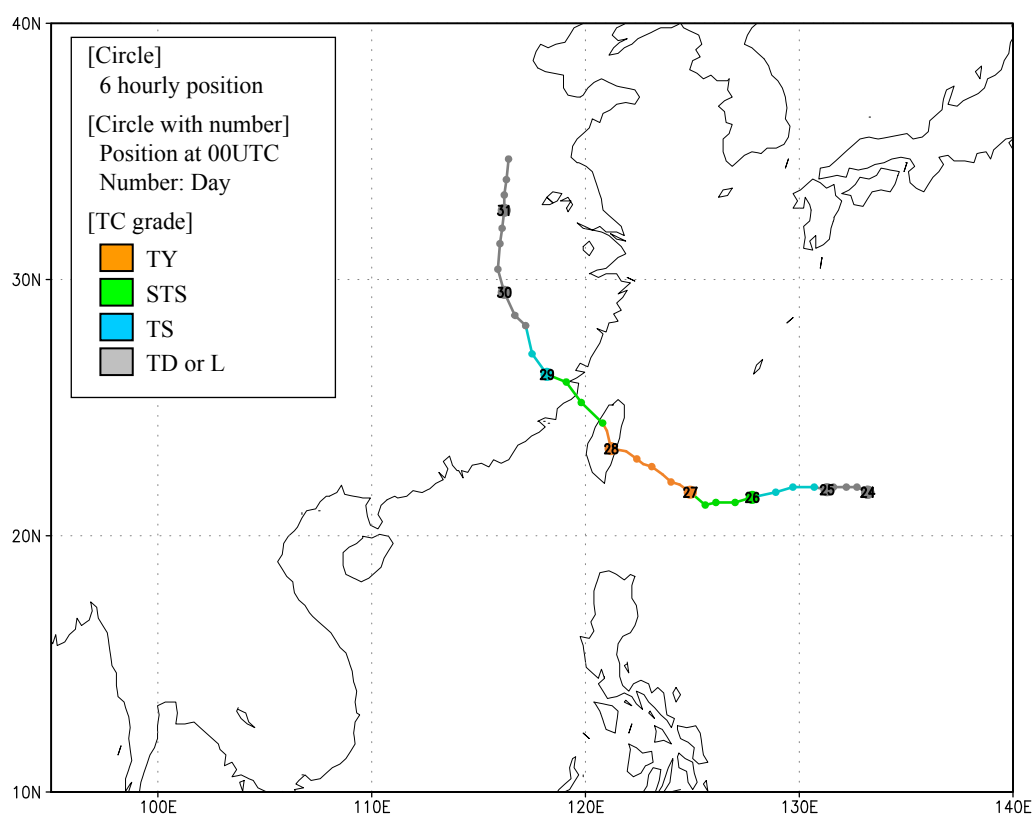 40N
[Circle]
6 hourly position
[Circle with number]
Position at 00UTC
Number: Day
[TC grade]
TY
STS
TS
TD or L
31
30N
30
29
28
27
26
25
24
20N
10N
100E
110E
120E
130E
140E